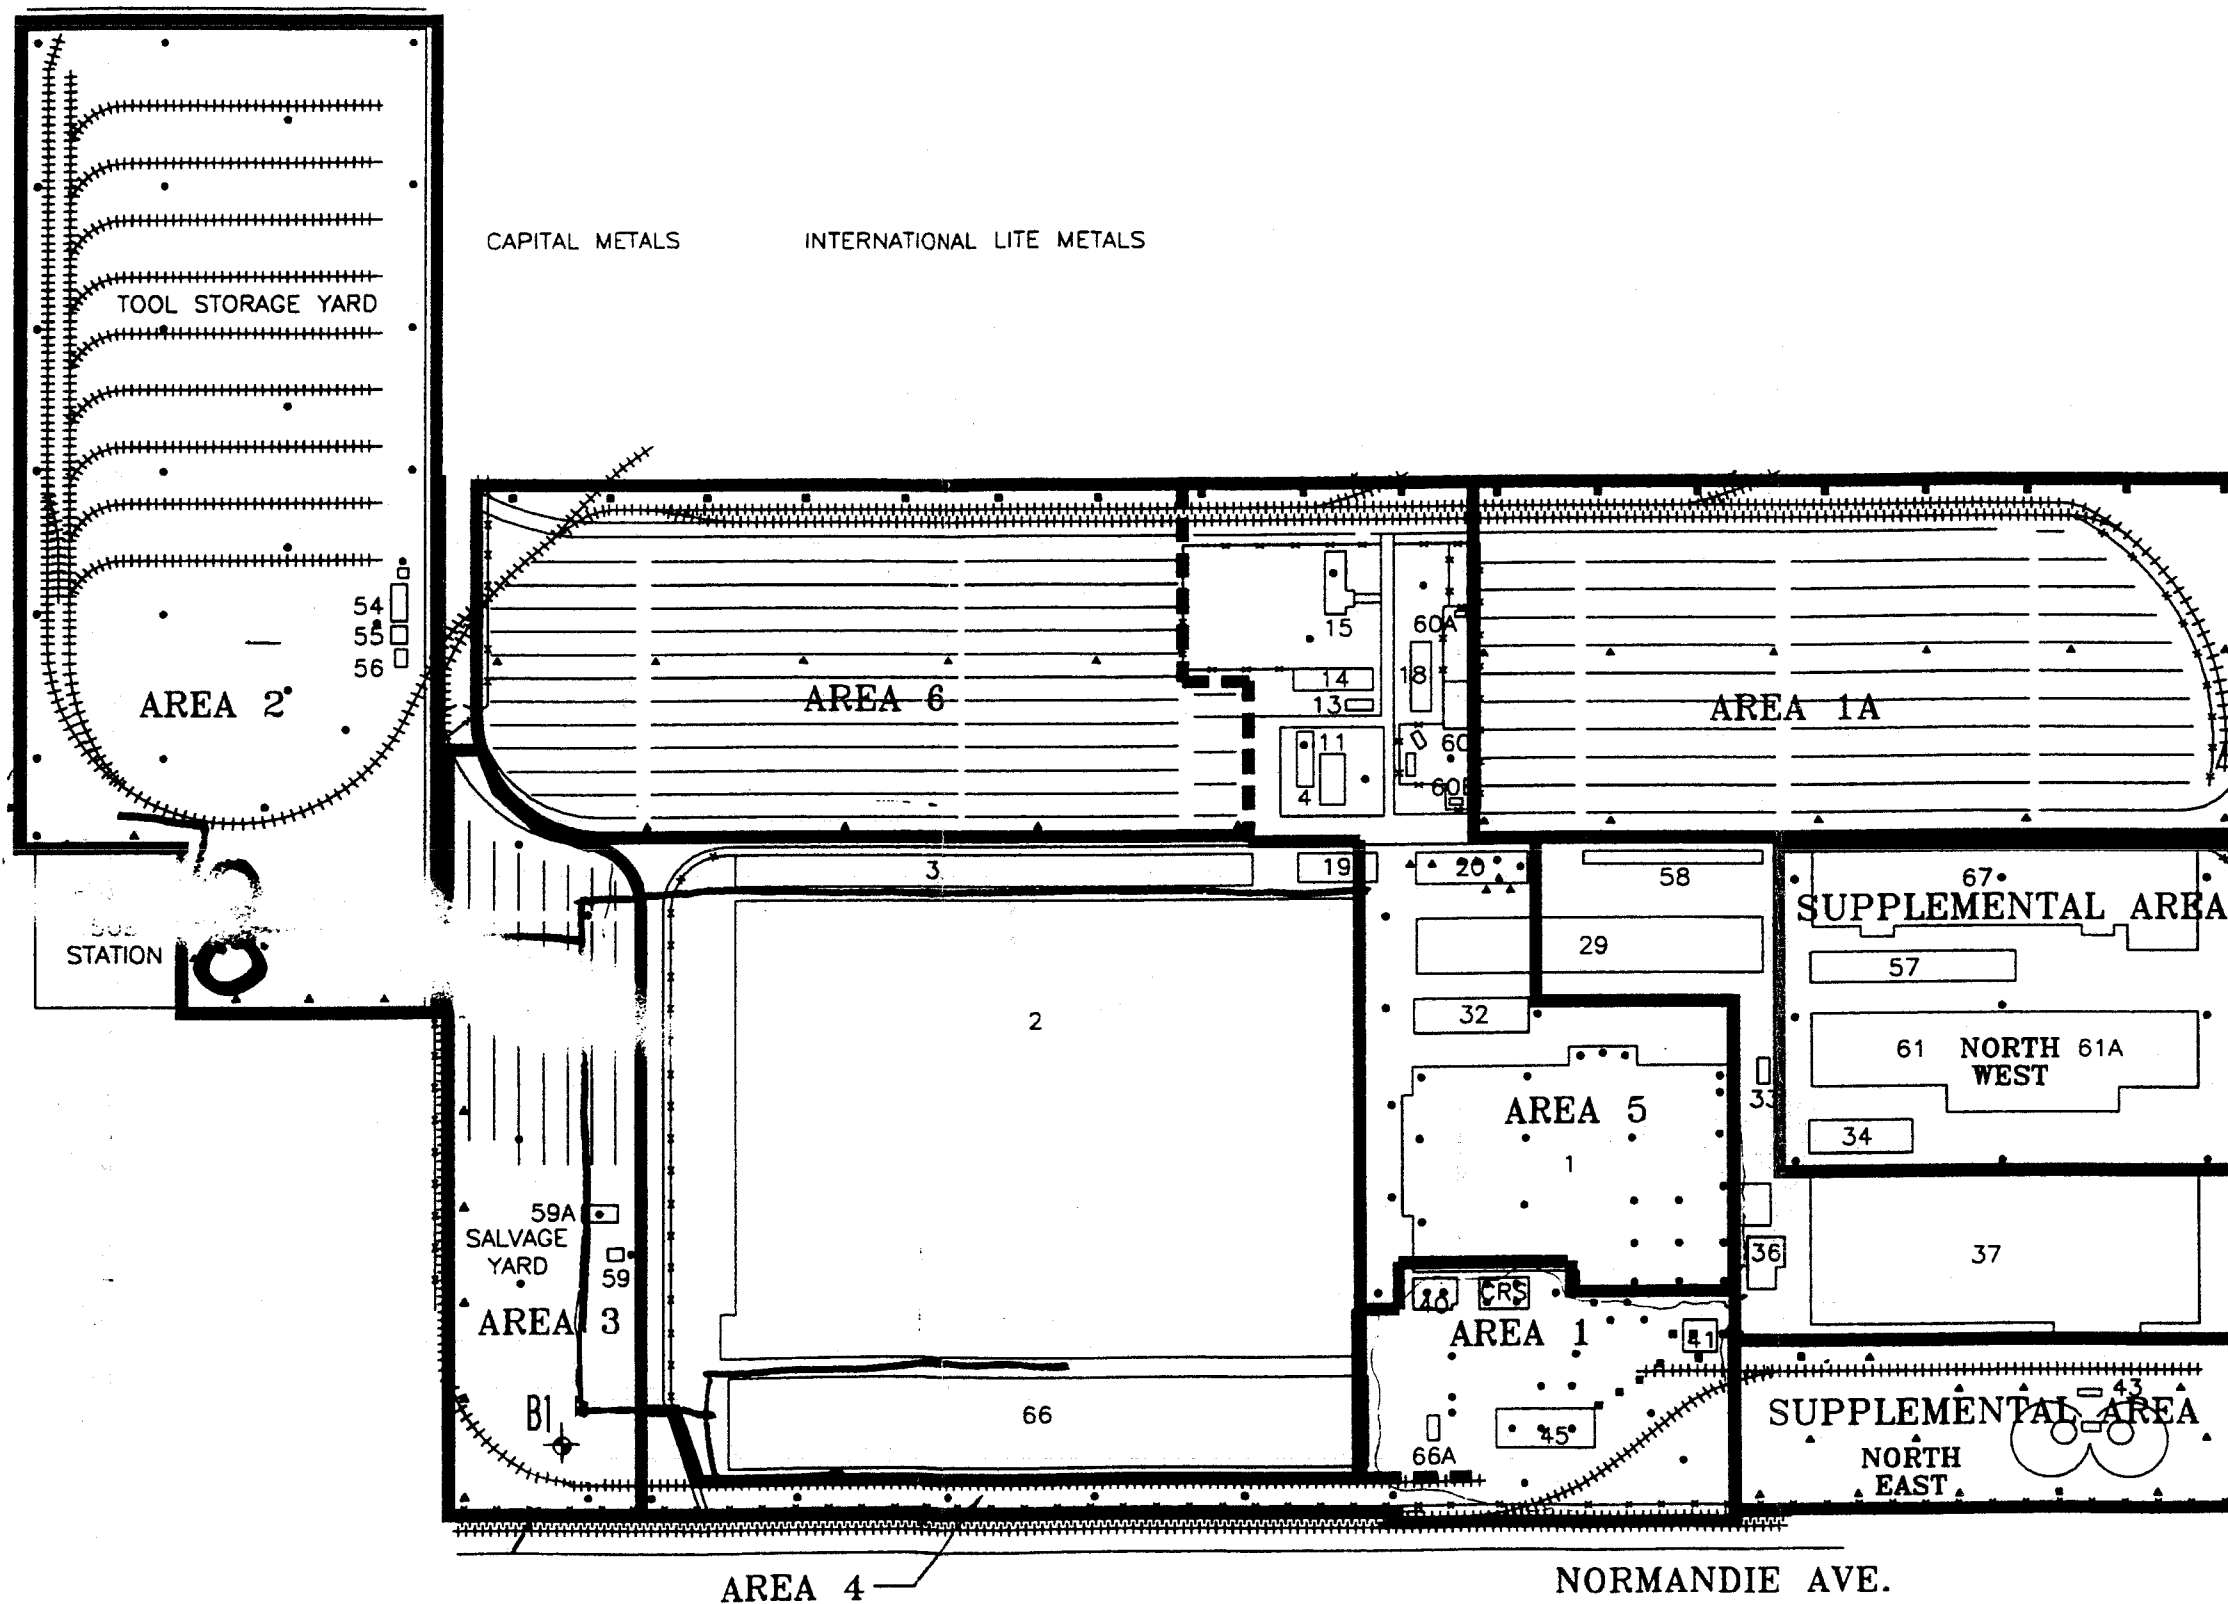 CAPITAL METALS
INTERNATIONAL LITE METALS
TOOL STORAGE YARD
54
55
56
AREA 2
AREA 6
15
14
13
11
4
60A
18
AREA 1A
3
19
20
58
67
SUPPLEMENTAL AREA
29
57
STATION
2
32
61
NORTH
WEST
61A
33
34
AREA 5
1
59A
SALVAGE
YARD
59
AREA 3
36
37
40
CRS
AREA 1
41
B1
66
66A
45
43
SUPPLEMENTAL AREA
NORTH
EAST
AREA 4
NORMANDIE AVE.